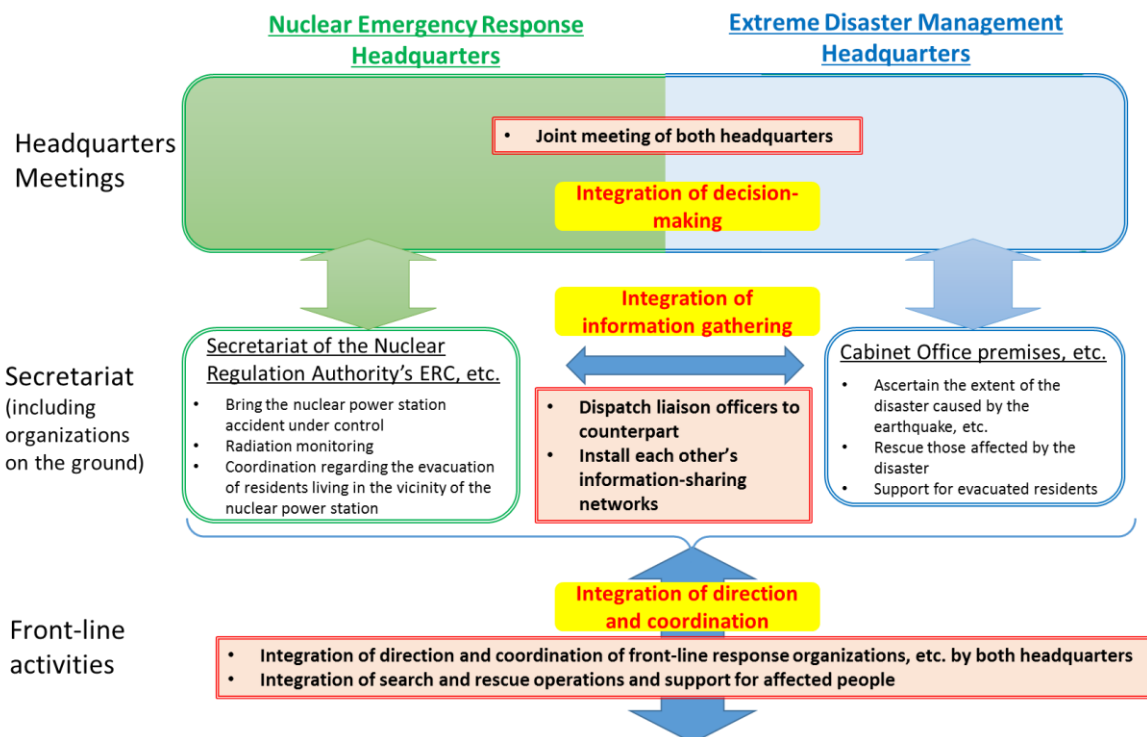 Nuclear Emergency Response
Headquarters
Extreme Disaster Management
Headquarters
Headquarters
Meetings
• Joint meeting of both headquarters
Integration of decision-
making
Integration of
information gathering
Secretariat
(including
organizations
on the ground)
Secretariat of the Nuclear
Regulation Authority's ERC, etc.
• Bring the nuclear power station
accident under control
• Radiation monitoring
• Coordination regarding the evacuation
of residents living in the vicinity of the
nuclear power station
• Dispatch liaison officers to
counterpart
• Install each other's
information-sharing
networks
Cabinet Office premises, etc.
• Ascertain the extent of the
disaster caused by the
earthquake, etc.
• Rescue those affected by the
disaster
• Support for evacuated residents
Integration of direction
and coordination
Front-line
activities
• Integration of direction and coordination of front-line response organizations, etc. by both headquarters
• Integration of search and rescue operations and support for affected people